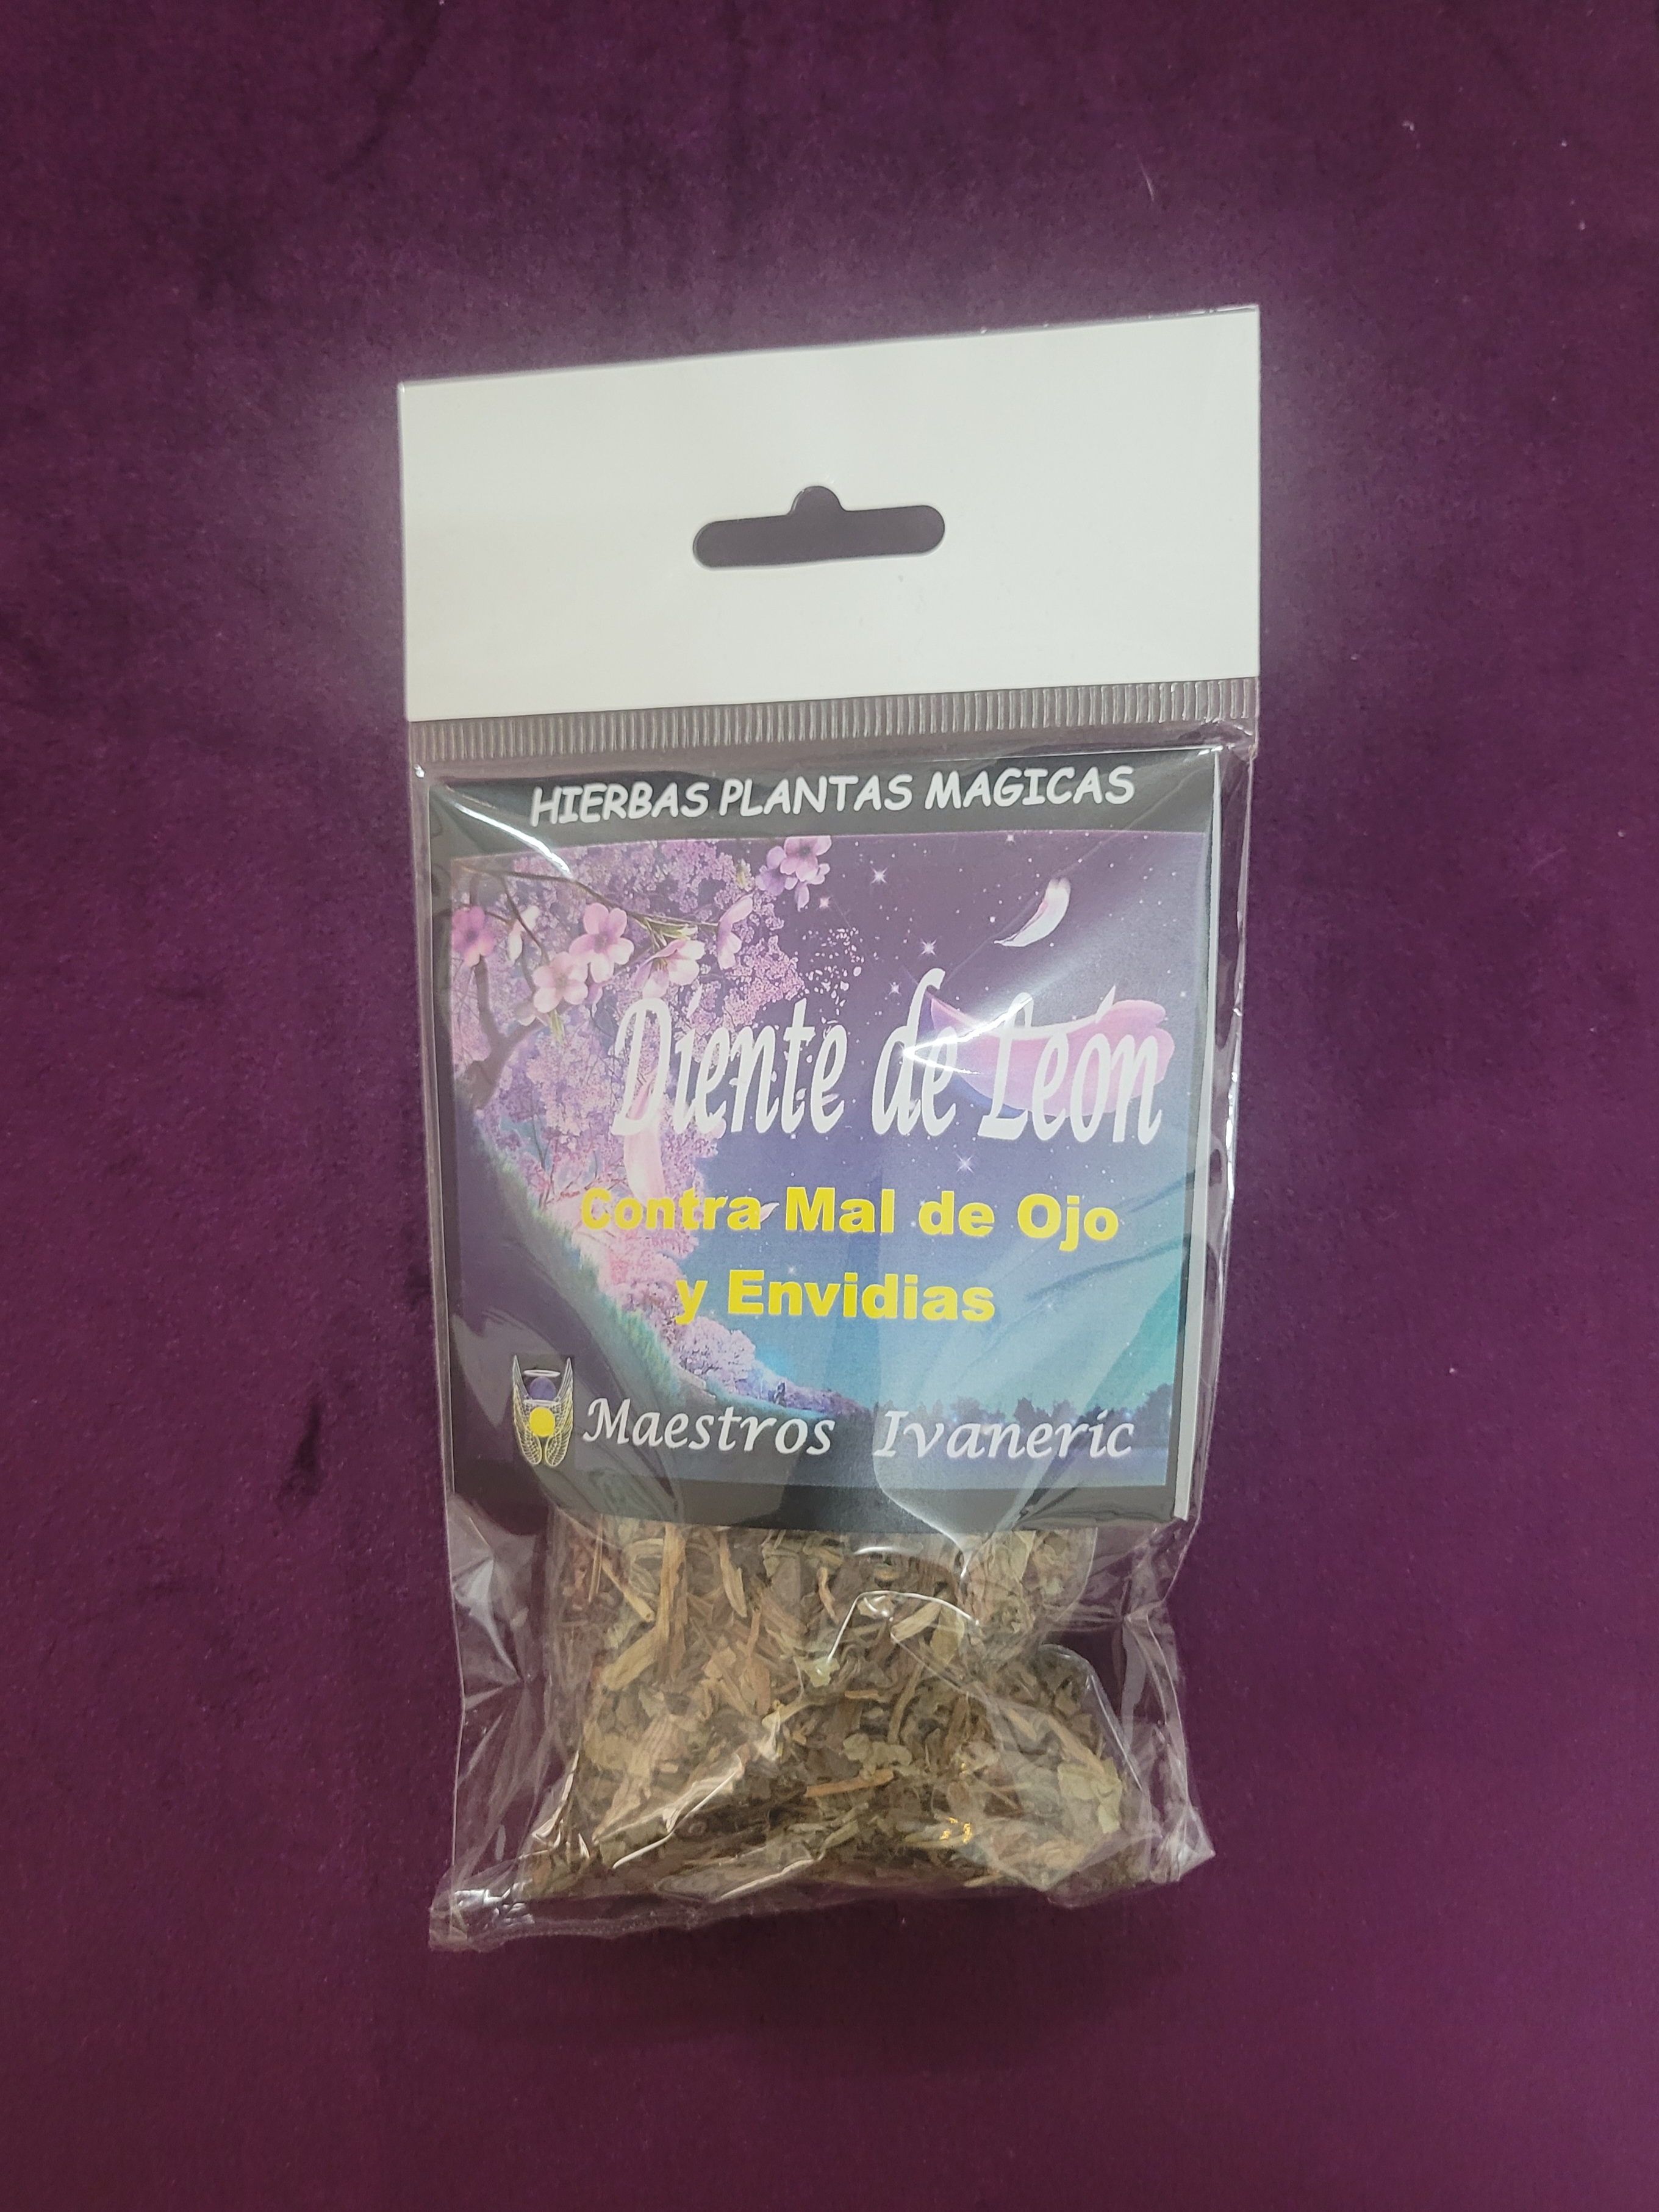 HIERBAS PLANTAS MAGICAS
Diente de León
Contra Mal de Ojo
y Envidias
Maestros Ivaneric